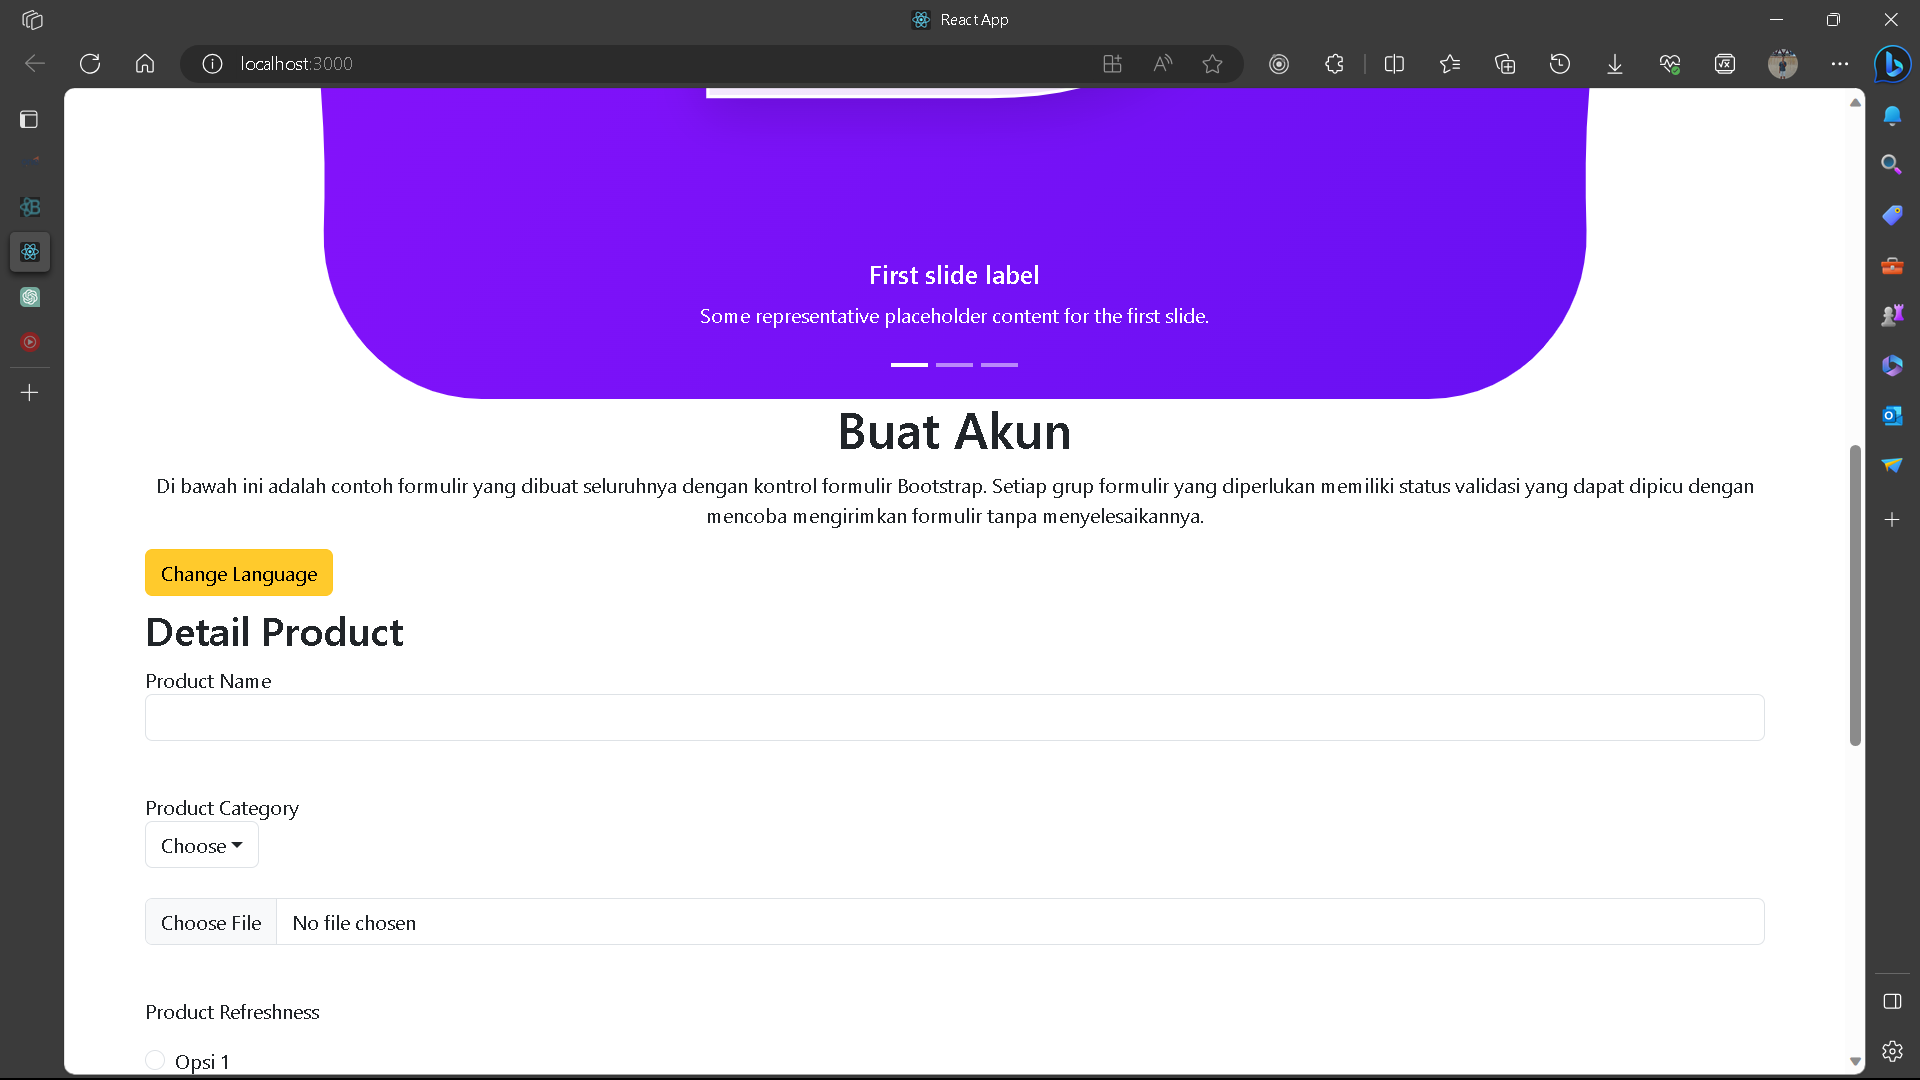 React App
localhost:3000
First slide label
Some representative placeholder content for the first slide.
Buat Akun
Di bawah ini adalah contoh formulir yang dibuat seluruhnya dengan kontrol formulir Bootstrap. Setiap grup formulir yang diperlukan memiliki status validasi yang dapat dipicu dengan
mencoba mengirimkan formulir tanpa menyelesaikannya.
Change Language
Detail Product
Product Name
Product Category
Choose
Choose File No file chosen
Product Refreshness
Opsi 1